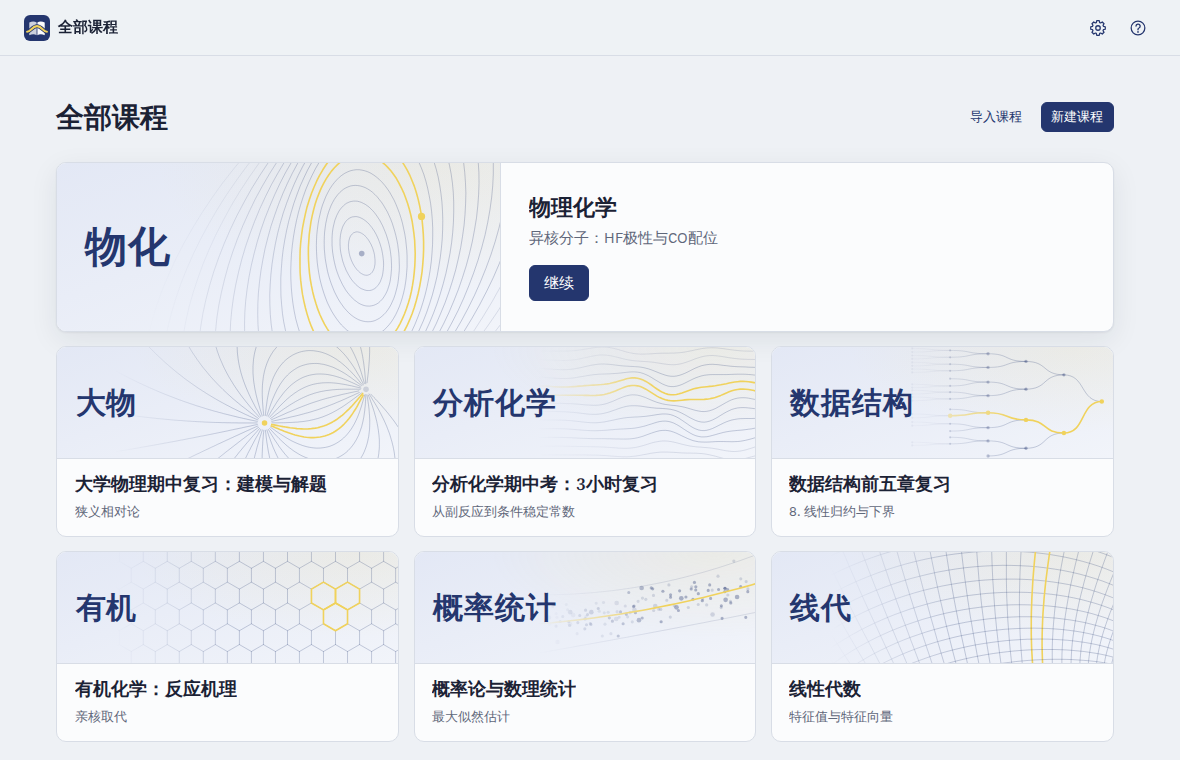 全部课程
全部课程
导入课程
新建课程
物化
物理化学
异核分子：HF极性与CO配位
继续
大物
大学物理期中复习：建模与解题
狭义相对论
分析化学
分析化学期中考：3小时复习
从副反应到条件稳定常数
数据结构
数据结构前五章复习
8. 线性归约与下界
有机
有机化学：反应机理
亲核取代
概率统计
概率论与数理统计
最大似然估计
线代
线性代数
特征值与特征向量